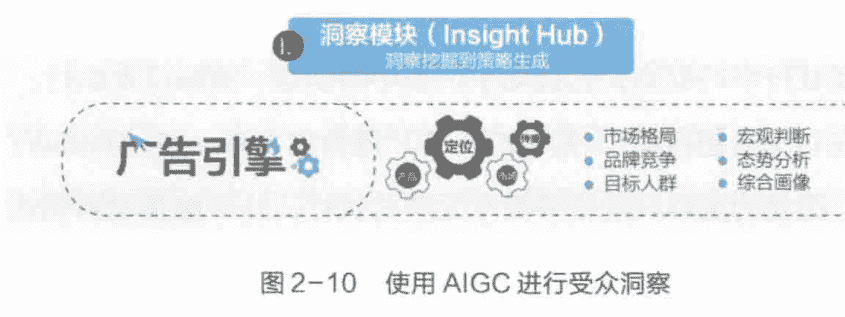 1.
洞察模块（Insight Hub）
洞察挖掘到策略生成
广告引擎
定位
产品
市场格局
宏观判断
品牌竞争
态势分析
目标人群
综合画像
图2-10 使用AIGC进行受众洞察